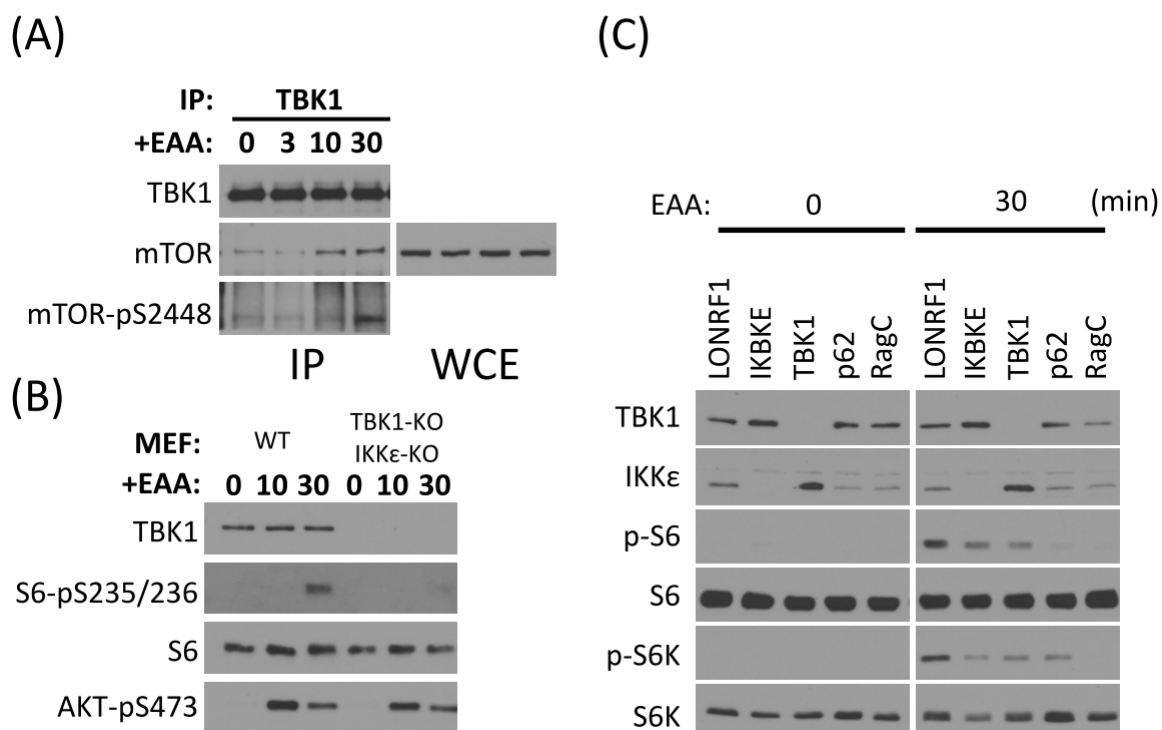 (A)
IP: TBK1
+EAA: 0 3 10 30
TBK1
mTOR
mTOR-pS2448
IP WCE
(B)
MEF: WT TBK1-KO
IKKε-KO
+EAA: 0 10 30 0 10 30
TBK1
S6-pS235/236
S6
AKT-pS473
(C)
EAA: 0 30 (min)
LONRF1 IKBKE TBK1 p62 RagC LONRF1 IKBKE TBK1 p62 RagC
TBK1
IKKε
p-S6
S6
p-S6K
S6K